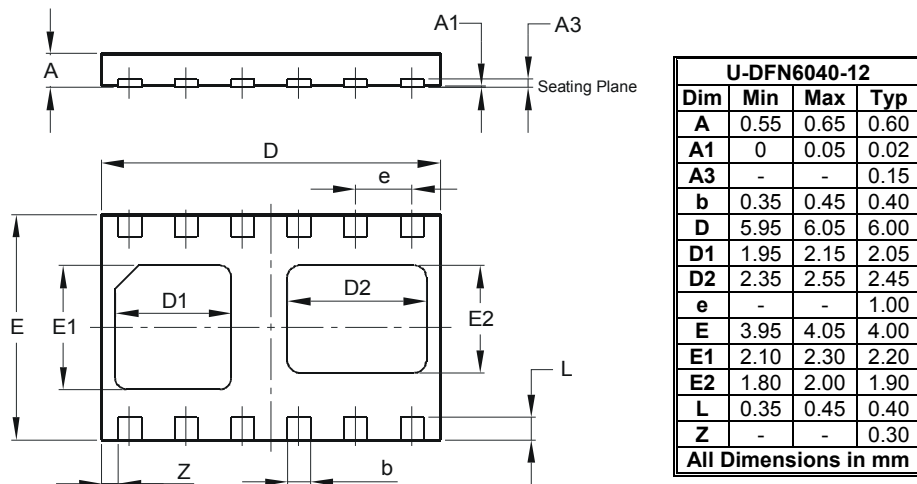 A1
A3
A
Seating Plane
D
e
D1
D2
E
E1
E2
L
Z
b
U-DFN6040-12
Dim Min Max Typ
A 0.55 0.65 0.60
A1 0 0.05 0.02
A3 - - 0.15
b 0.35 0.45 0.40
D 5.95 6.05 6.00
D1 1.95 2.15 2.05
D2 2.35 2.55 2.45
e - - 1.00
E 3.95 4.05 4.00
E1 2.10 2.30 2.20
E2 1.80 2.00 1.90
L 0.35 0.45 0.40
Z - - 0.30
All Dimensions in mm